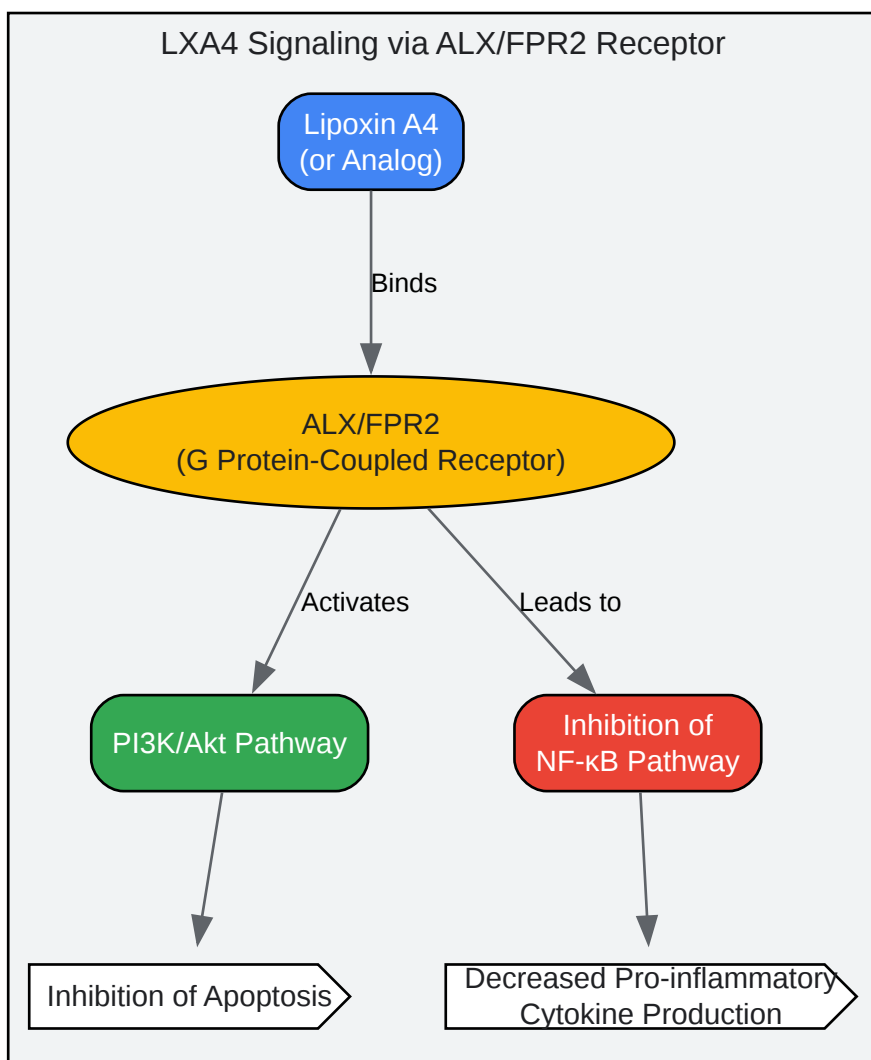 LXA4 Signaling via ALX/FPR2 Receptor
Lipoxin A4
(or Analog)
Binds
ALX/FPR2
(G Protein-Coupled Receptor)
Activates
Leads to
PI3K/Akt Pathway
Inhibition of
NF-κB Pathway
Inhibition of Apoptosis
Decreased Pro-inflammatory
Cytokine Production